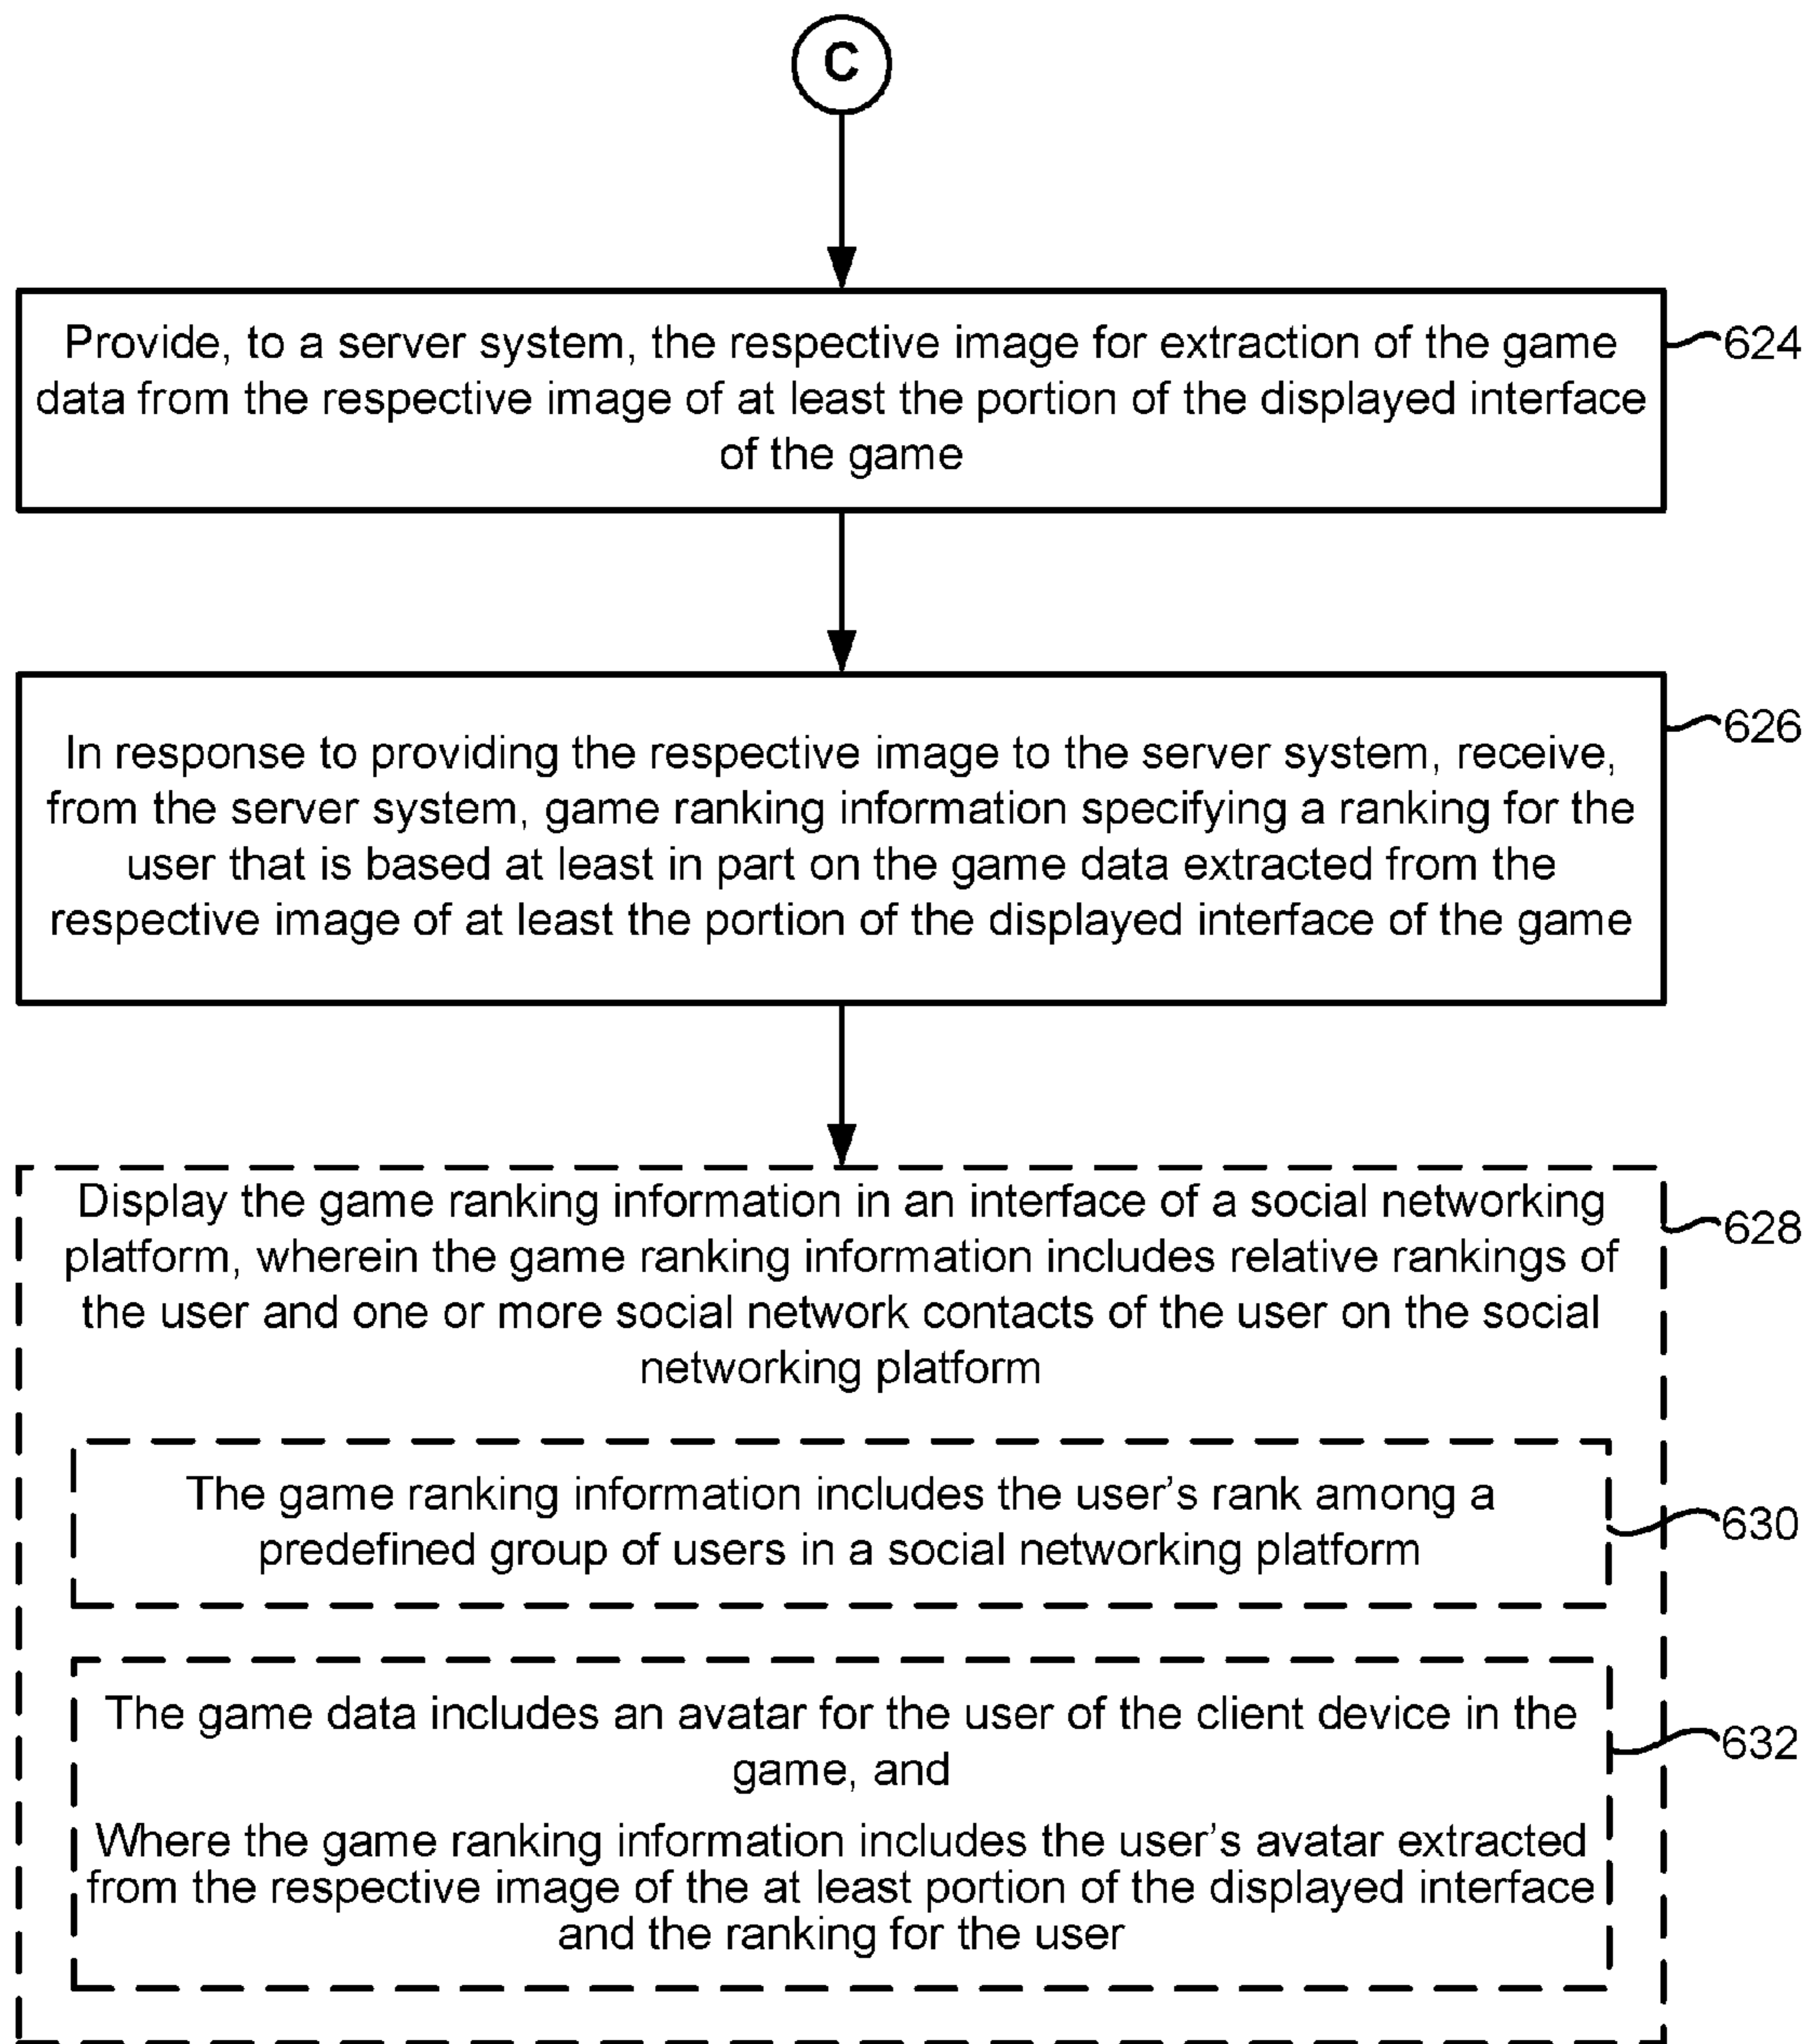 C
Provide, to a server system, the respective image for extraction of the game
data from the respective image of at least the portion of the displayed interface
of the game
624
In response to providing the respective image to the server system, receive,
from the server system, game ranking information specifying a ranking for the
user that is based at least in part on the game data extracted from the
respective image of at least the portion of the displayed interface of the game
626
Display the game ranking information in an interface of a social networking
platform, wherein the game ranking information includes relative rankings of
the user and one or more social network contacts of the user on the social
networking platform
628
The game ranking information includes the user's rank among a
predefined group of users in a social networking platform
630
The game data includes an avatar for the user of the client device in the
game, and
Where the game ranking information includes the user's avatar extracted
from the respective image of the at least portion of the displayed interface
and the ranking for the user
632